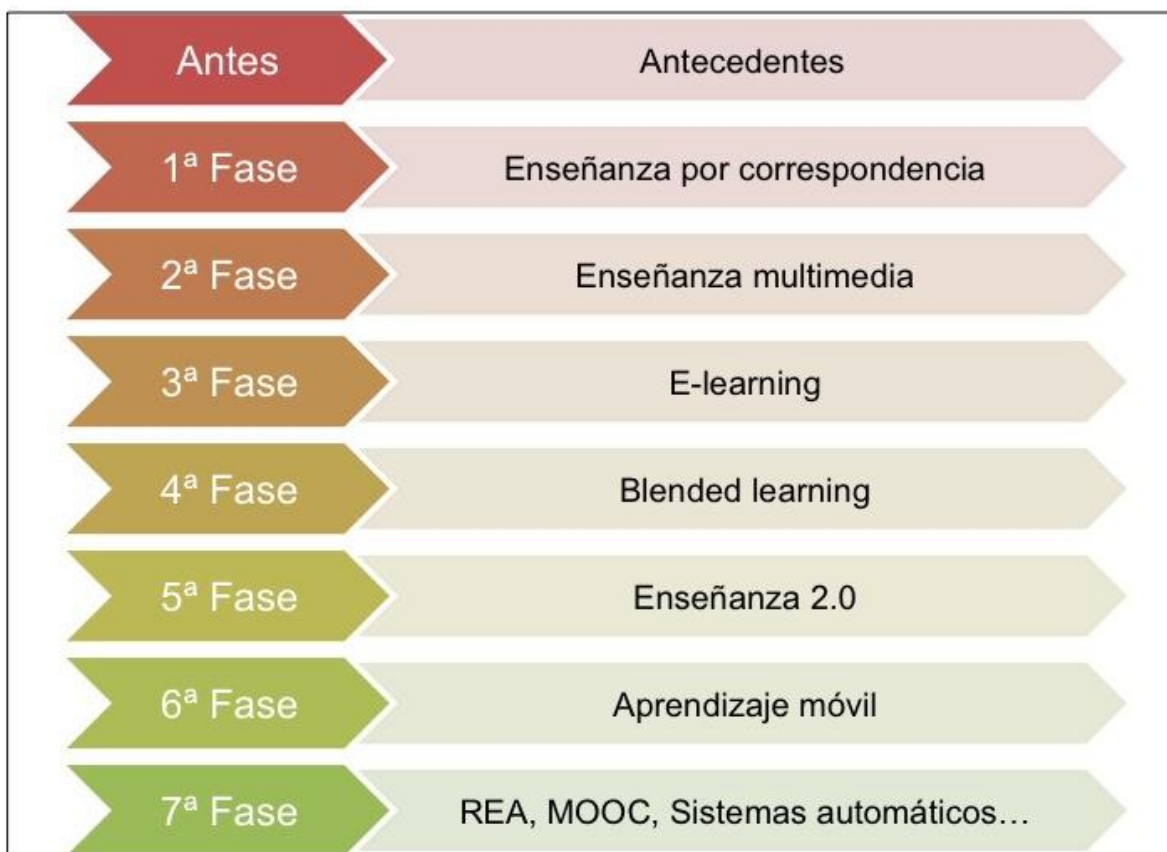 Antes
Antecedentes
1ª Fase
Enseñanza por correspondencia
2ª Fase
Enseñanza multimedia
3ª Fase
E-learning
4ª Fase
Blended learning
5ª Fase
Enseñanza 2.0
6ª Fase
Aprendizaje móvil
7ª Fase
REA, MOOC, Sistemas automáticos…